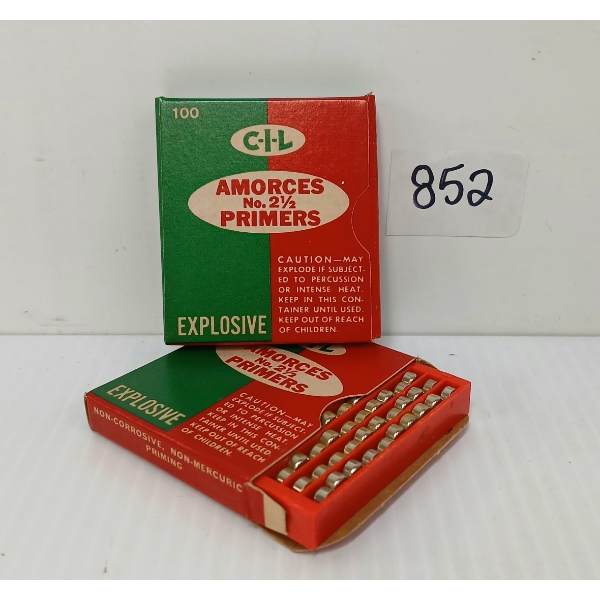 100
C-I-L
AMORCES
No. 2½
PRIMERS
CAUTION—MAY
EXPLODE IF SUBJECT-
ED TO PERCUSSION
OR INTENSE HEAT.
KEEP IN THIS CON-
TAINER UNTIL USED.
KEEP OUT OF REACH
OF CHILDREN.
EXPLOSIVE
852
C-I-L
AMORCES
No. 2½
PRIMERS
CAUTION—MAY
EXPLODE IF SUBJECT-
ED TO PERCUSSION
OR INTENSE HEAT.
KEEP IN THIS CON-
TAINER UNTIL USED.
KEEP OUT OF REACH
OF CHILDREN.
EXPLOSIVE
NON-CORROSIVE, NON-MERCURIC
PRIMING